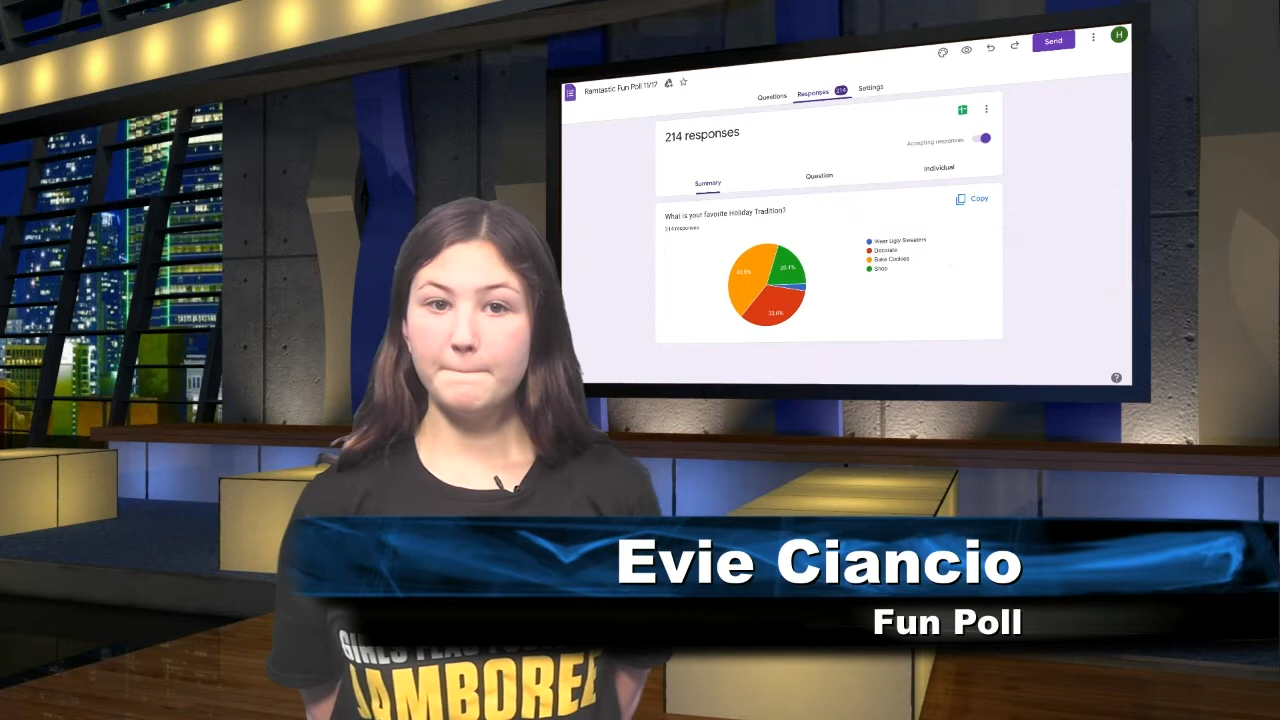 Ramtastic Fun Poll 11/17
Send
H
Questions Responses 214 Settings
214 responses
Accepting responses
Summary Question Individual
What is your favorite Holiday Tradition?
Copy
214 responses
Wear Ugly Sweaters
Decorate
Bake Cookies
Shop
20.1%
33.6%
Evie Ciancio
Fun Poll
JAMBOREE